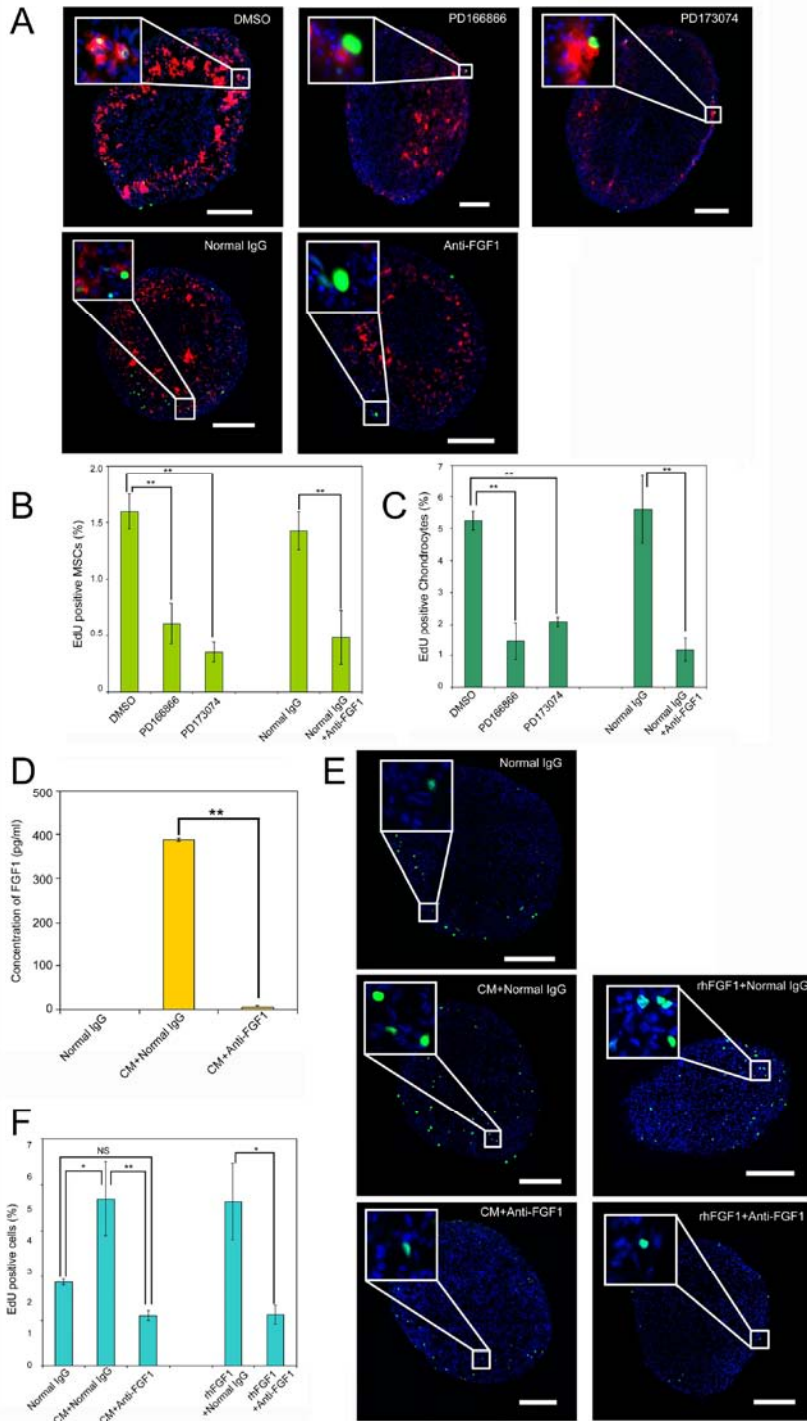 A
DMSO
PD166866
PD173074
Normal IgG
Anti-FGF1
B
EdU positive MSCs (%)
2.0
1.5
1.0
0.5
0
**
**
**
DMSO
PD166866
PD173074
Normal IgG
Normal IgG
+Anti-FGF1
C
EdU positive Chondrocytes (%)
7
6
5
4
3
2
1
0
**
**
**
DMSO
PD166866
PD173074
Normal IgG
Normal IgG
+Anti-FGF1
D
Concentration of FGF1 (pg/ml)
500
400
300
200
100
0
**
Normal IgG
CM+Normal IgG
CM+Anti-FGF1
E
Normal IgG
CM+Normal IgG
rhFGF1+Normal IgG
CM+Anti-FGF1
rhFGF1+Anti-FGF1
F
EdU positive cells (%)
7
6
5
4
3
2
1
0
NS
*
**
*
Normal IgG
CM+Normal IgG
CM+Anti-FGF1
rhFGF1
+Normal IgG
rhFGF1
+Anti-FGF1